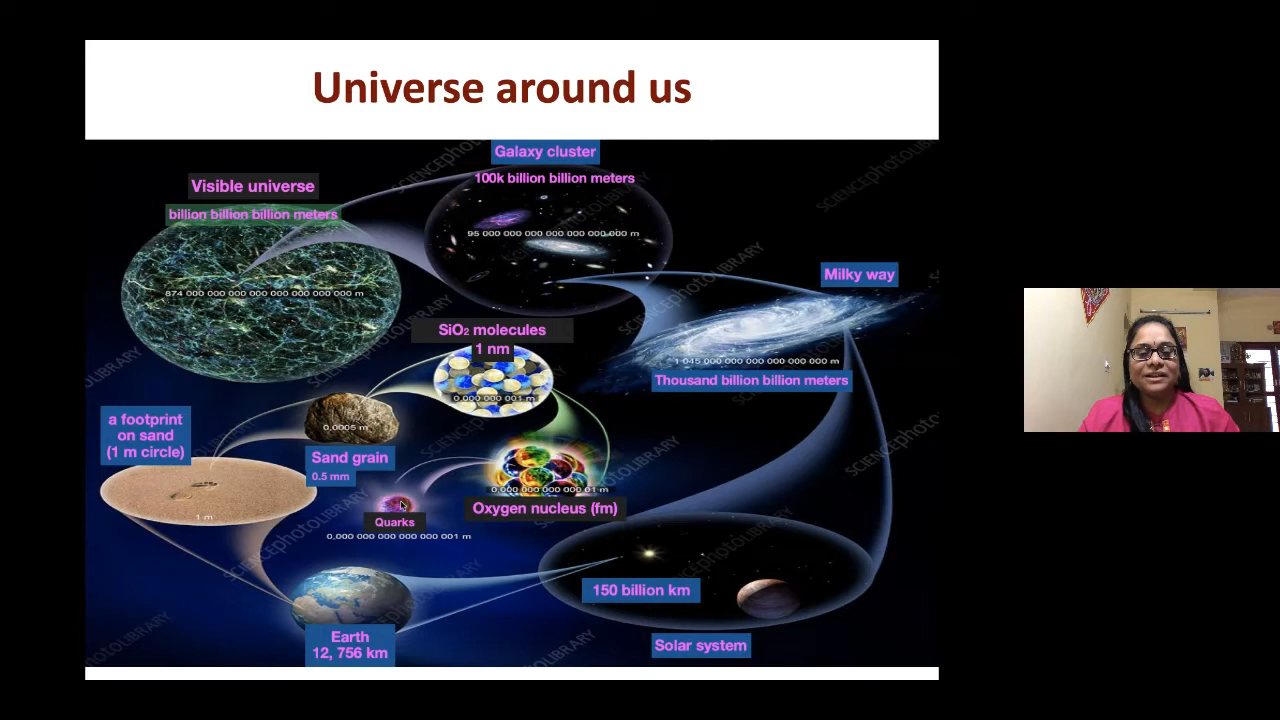 Universe around us
Galaxy cluster
100k billion billion meters
95 000 000 000 000 000 000 000 m
Visible universe
billion billion billion meters
874 000 000 000 000 000 000 000 000 m
Milky way
1 045 000 000 000 000 000 000 m
Thousand billion billion meters
SiO₂ molecules
1 nm
0,000 000 001 m
a footprint
on sand
(1 m circle)
1 m
0,0005 m
Sand grain
0.5 mm
0,000 000 000 000 01 m
Oxygen nucleus (fm)
Quarks
0,000 000 000 000 000 001 m
150 billion km
Solar system
Earth
12, 756 km
SCIENCEphotoLIBRARY